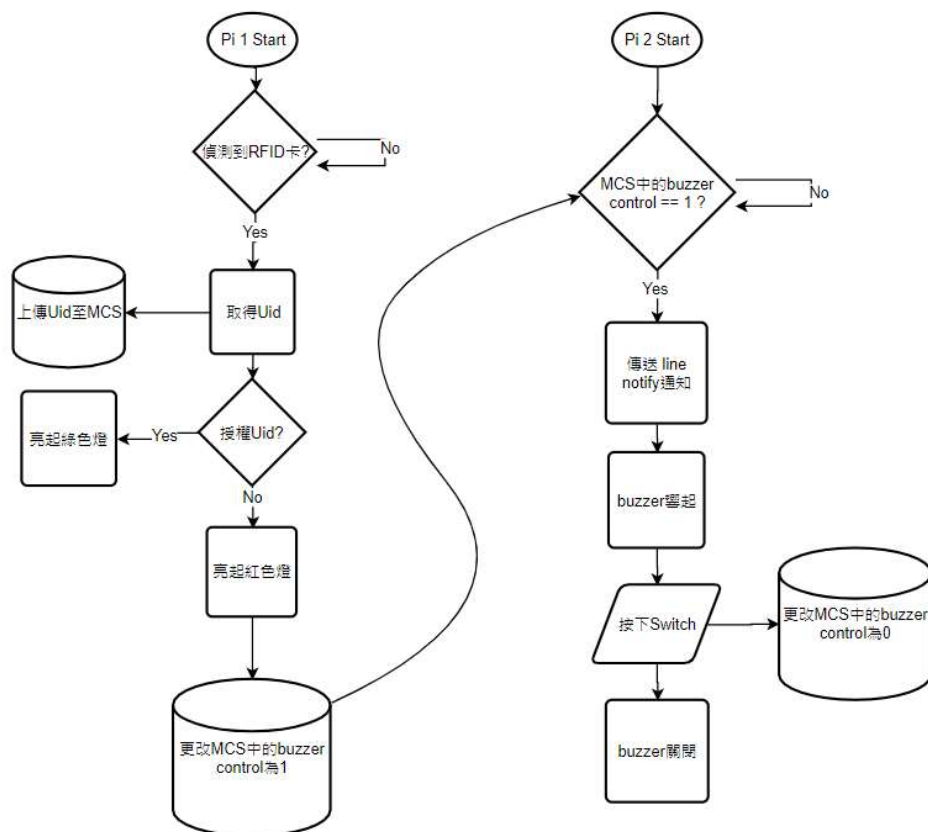 Pi 1 Start
偵測到RFID卡?
No
Yes
取得Uid
上傳Uid至MCS
授權Uid?
Yes
亮起綠色燈
No
亮起紅色燈
更改MCS中的buzzer
control為1
Pi 2 Start
MCS中的buzzer
control == 1 ?
No
Yes
傳送 line
notify通知
buzzer響起
按下Switch
更改MCS中的buzzer
control為0
buzzer關閉